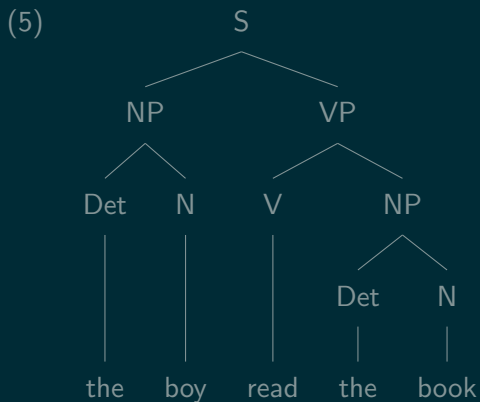 (5) S
NP VP
Det N V NP
Det N
the boy read the book